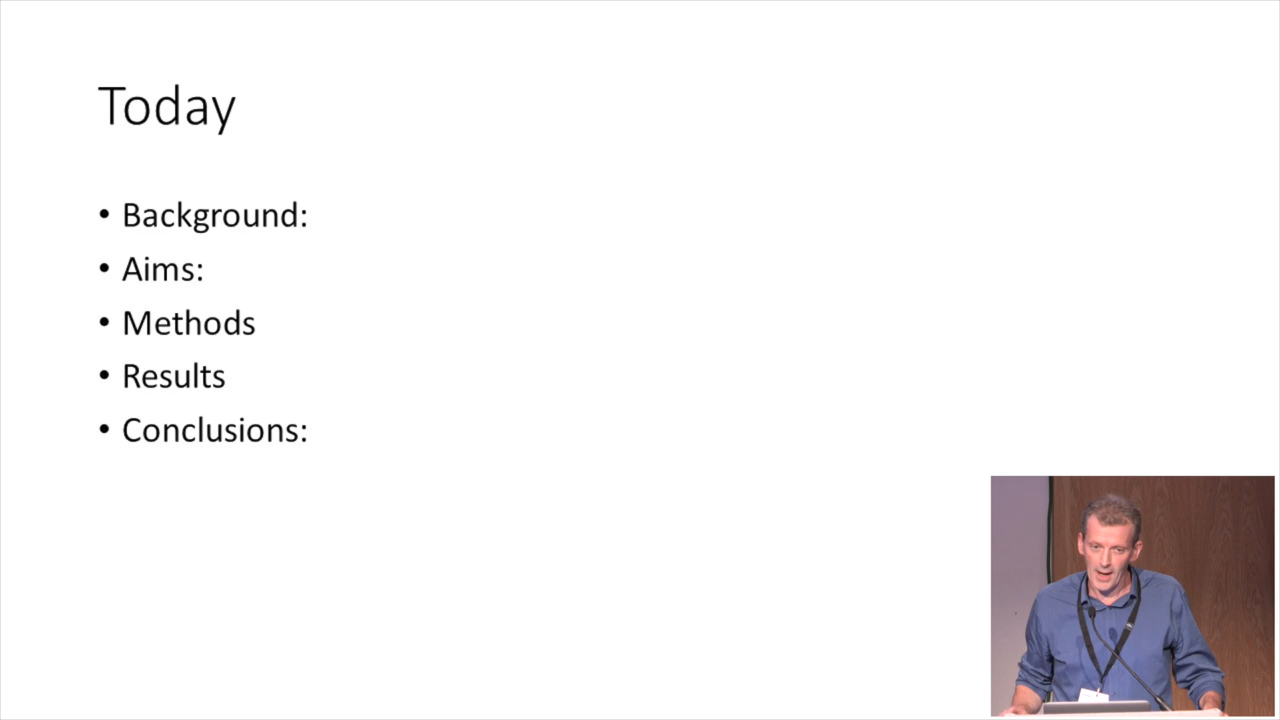 Today
• Background:
• Aims:
• Methods
• Results
• Conclusions: